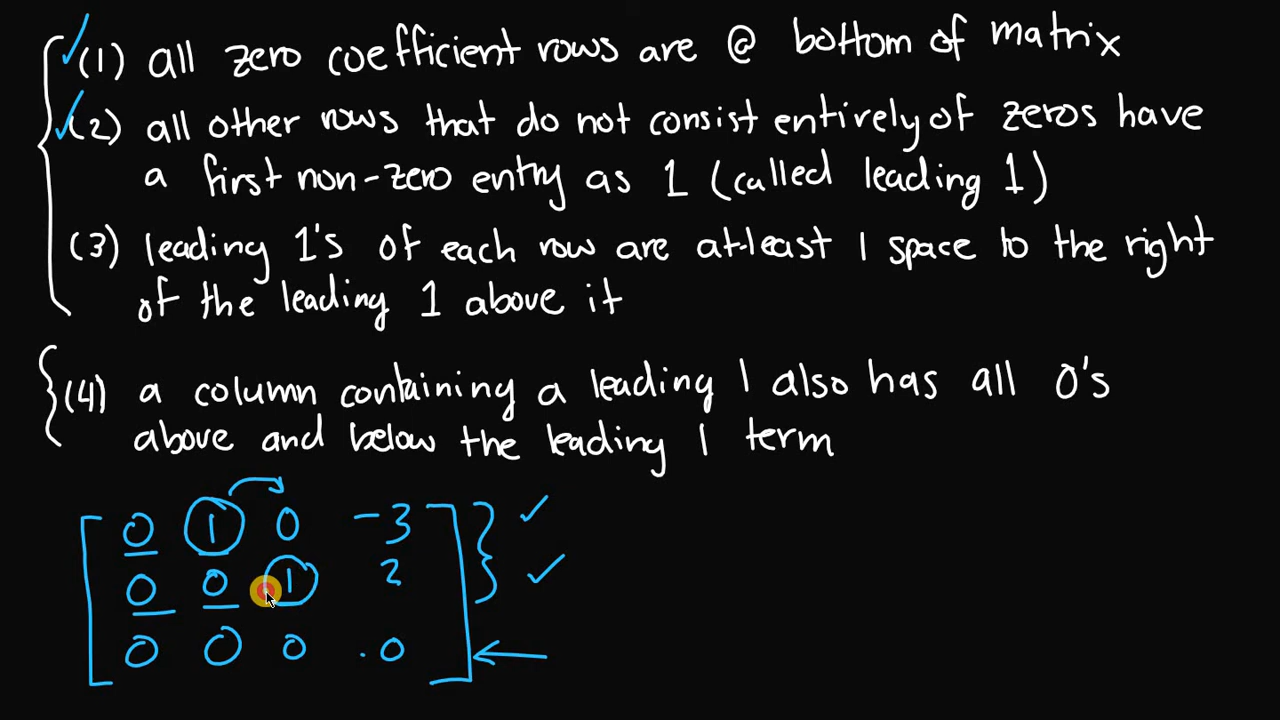 (1) all zero coefficient rows are @ bottom of matrix
(2) all other rows that do not consist entirely of zeros have
a first non-zero entry as 1 (called leading 1)
(3) leading 1's of each row are at-least 1 space to the right
of the leading 1 above it
(4) a column containing a leading 1 also has all 0's
above and below the leading 1 term
0 1 0 -3
0 0 1 2
0 0 0 . 0